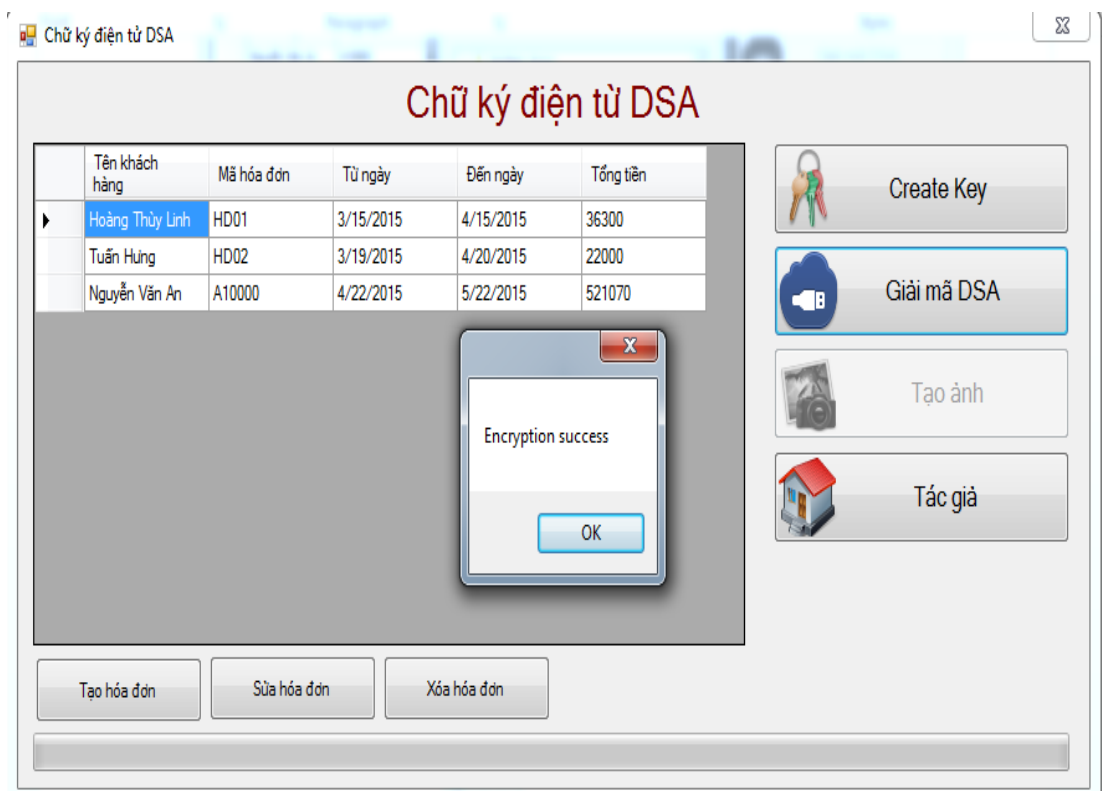 Chữ ký điện tử DSA
Chữ ký điện từ DSA
Tên khách hàng Mã hóa đơn Từ ngày Đến ngày Tổng tiền
Hoàng Thùy Linh HD01 3/15/2015 4/15/2015 36300
Tuấn Hưng HD02 3/19/2015 4/20/2015 22000
Nguyễn Văn An A10000 4/22/2015 5/22/2015 521070
Create Key
Giải mã DSA
Tạo ảnh
Tác giả
Encryption success
OK
Tạo hóa đơn Sửa hóa đơn Xóa hóa đơn